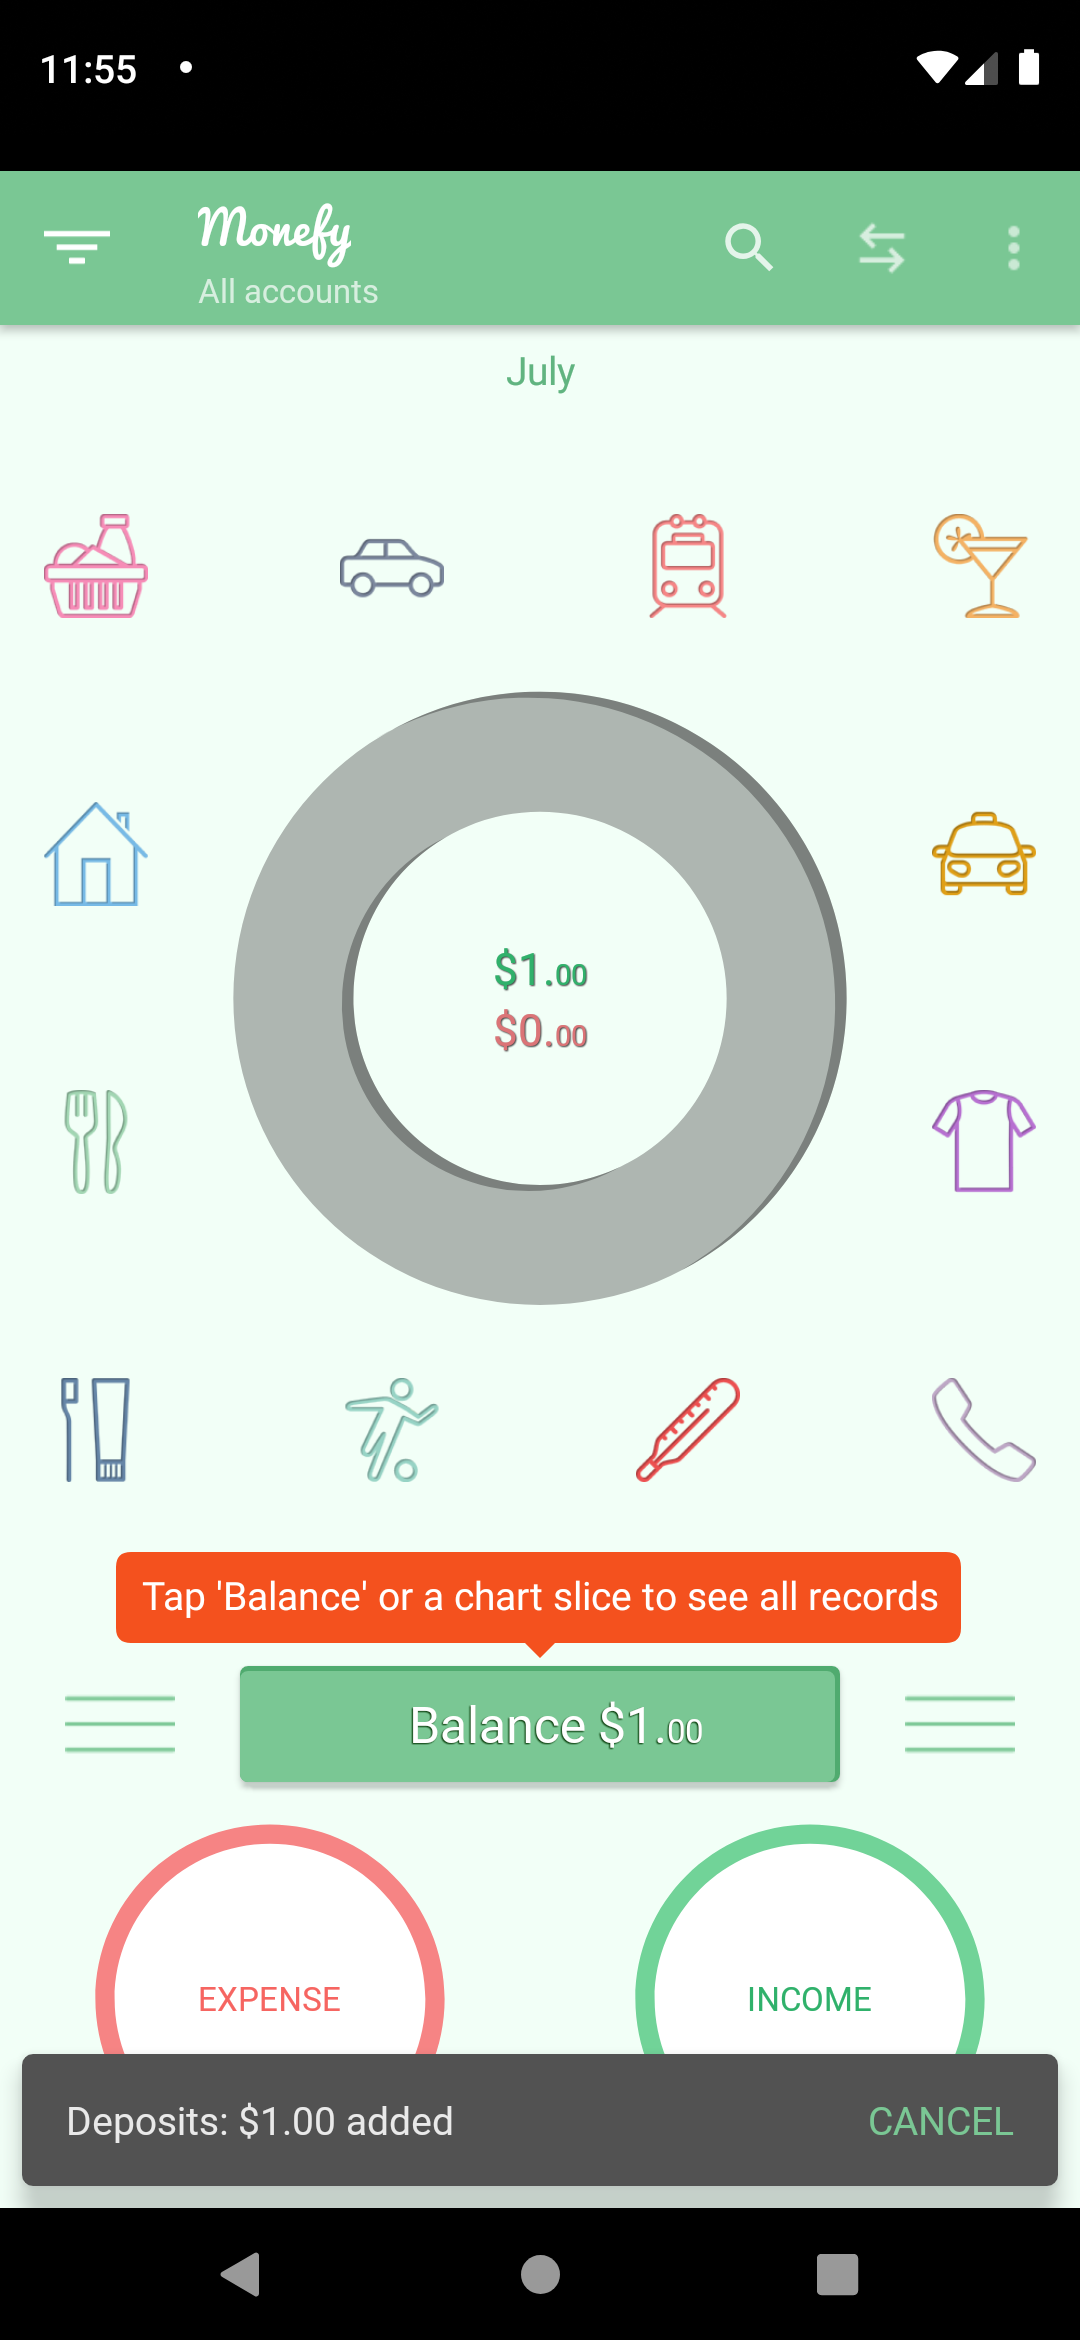 11:55
Monefy
All accounts
July
$1.00
$0.00
Tap 'Balance' or a chart slice to see all records
Balance $1.00
EXPENSE
INCOME
Deposits: $1.00 added
CANCEL